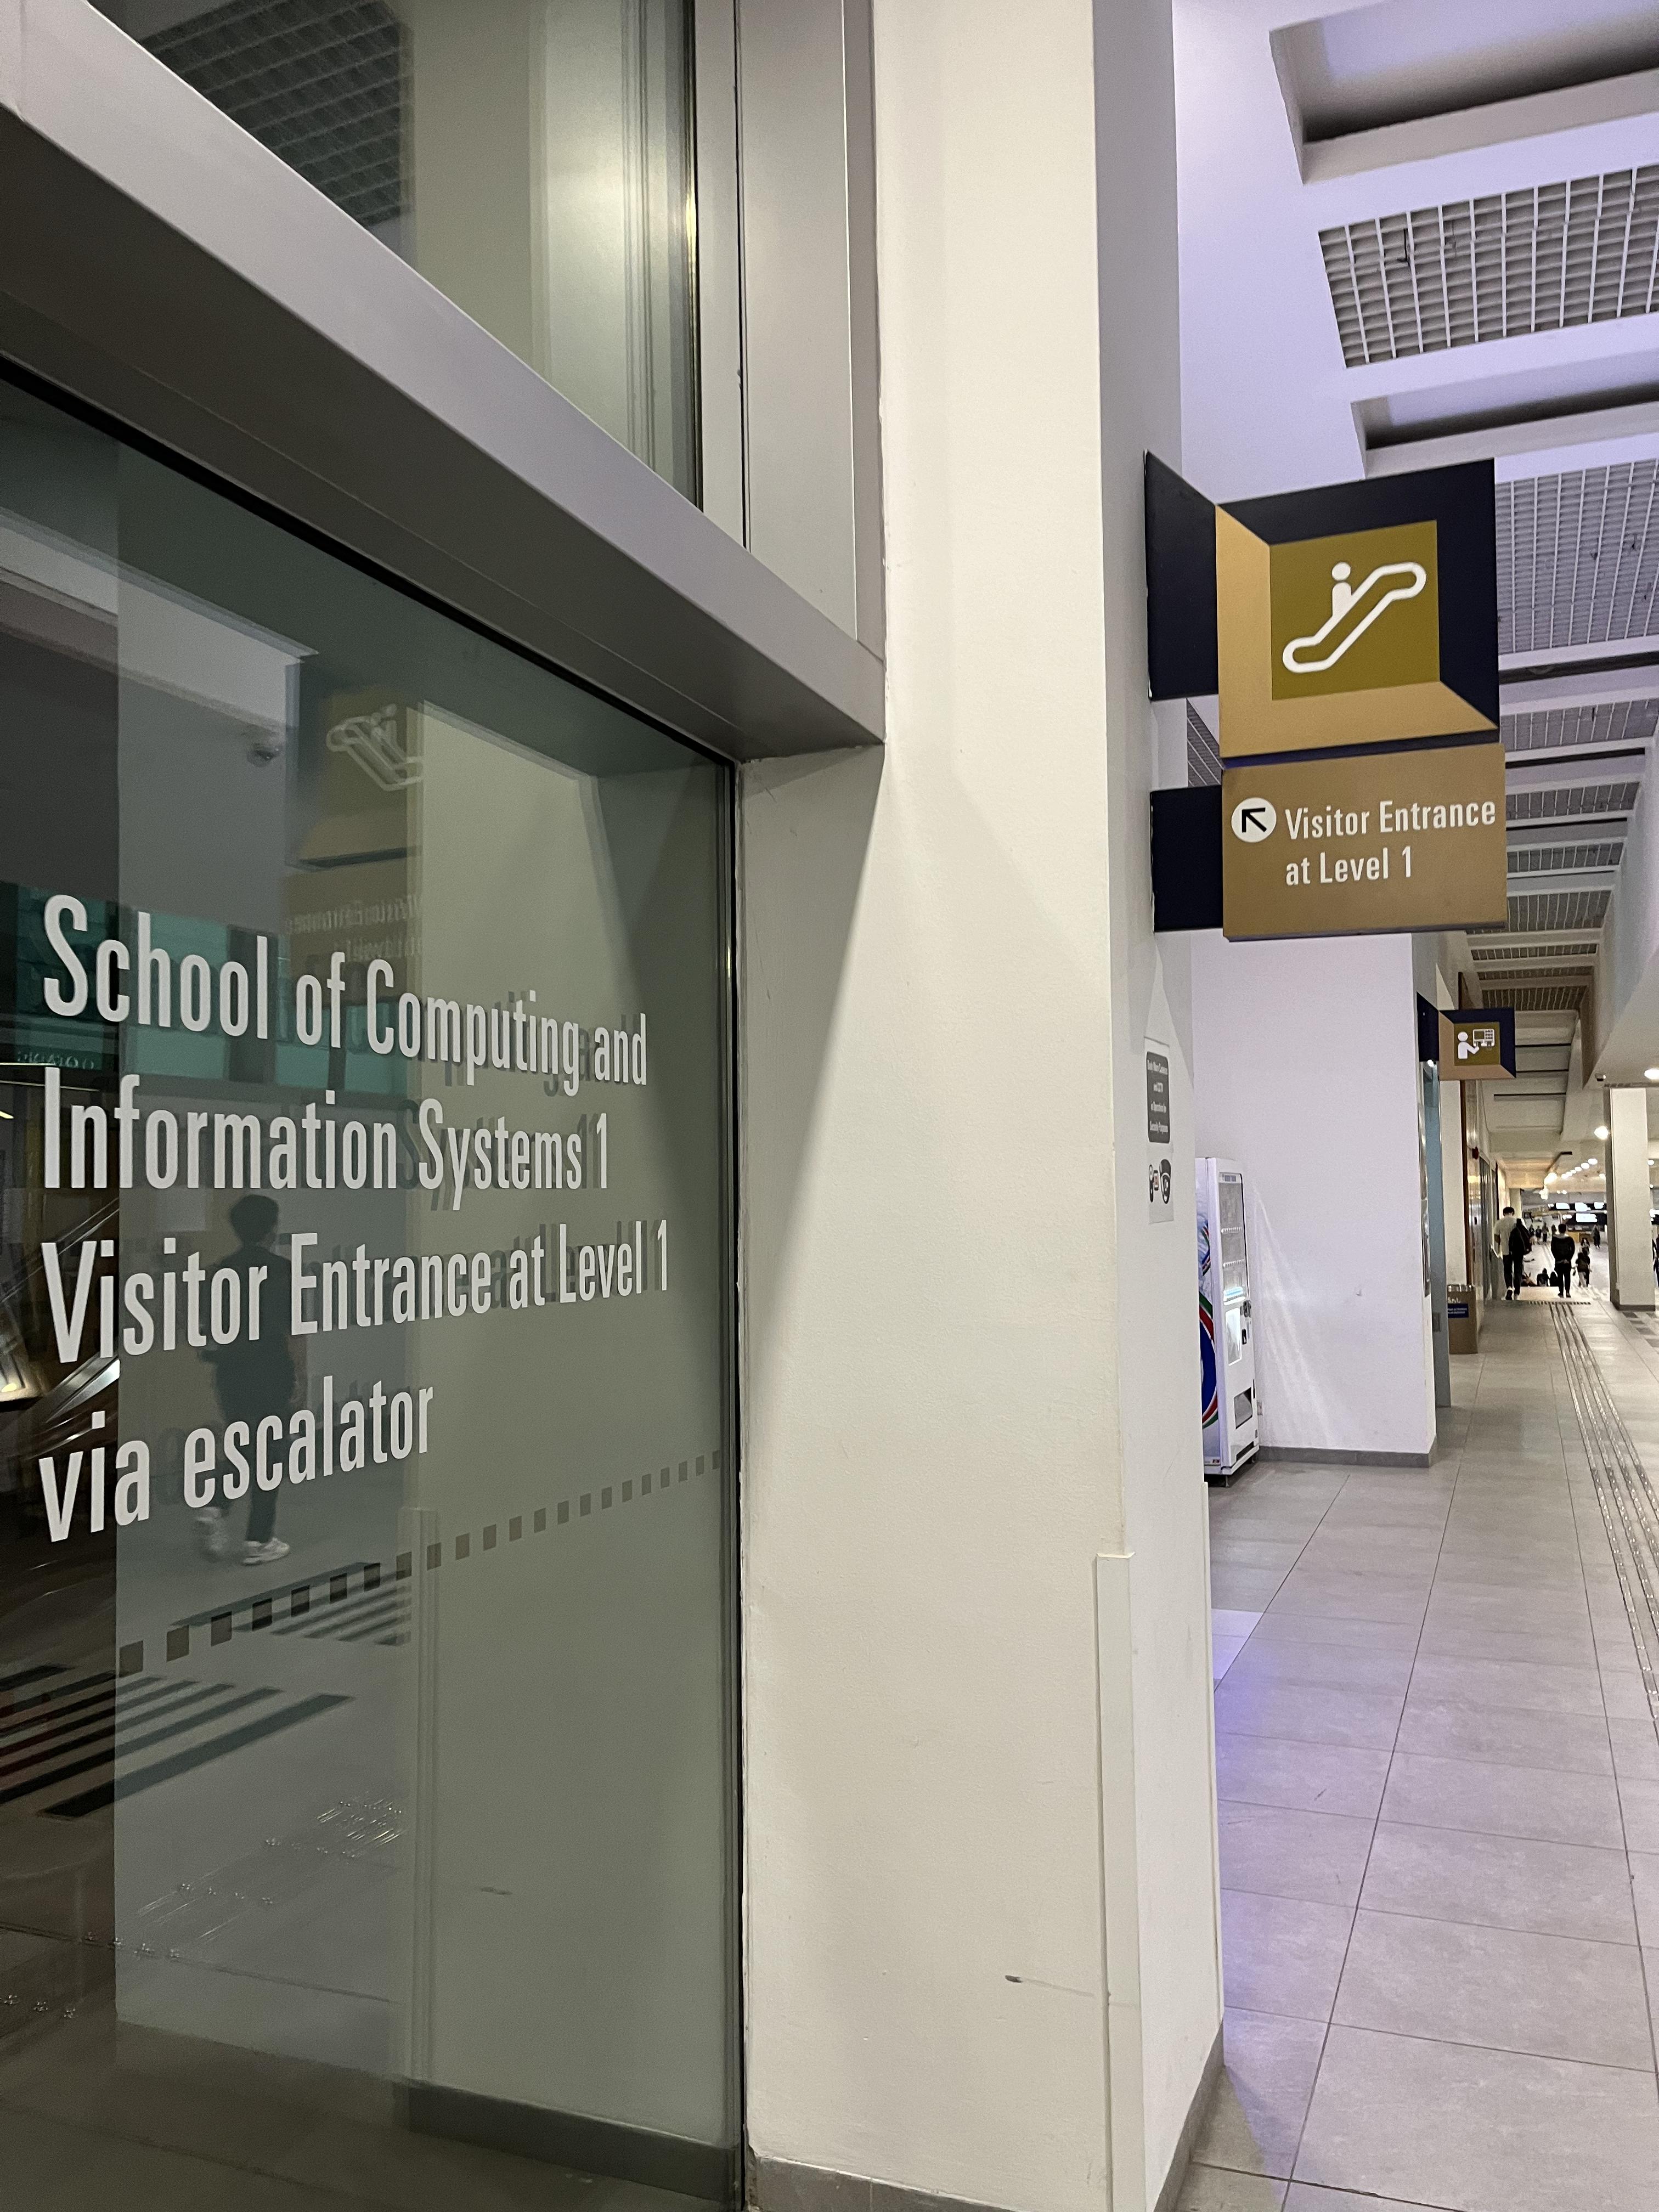 School of Computing and
Information Systems 1
Visitor Entrance at Level 1
via escalator
Visitor Entrance
at Level 1